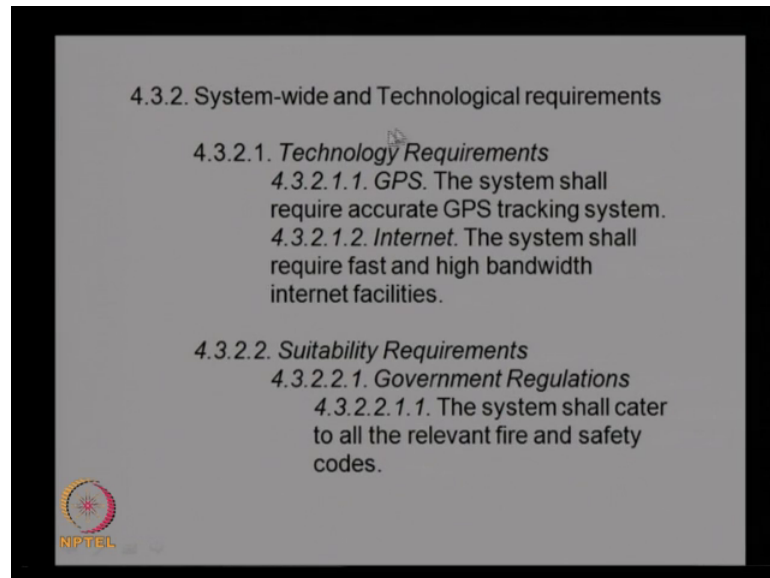 4.3.2. System-wide and Technological requirements
4.3.2.1. Technology Requirements
4.3.2.1.1. GPS. The system shall
require accurate GPS tracking system.
4.3.2.1.2. Internet. The system shall
require fast and high bandwidth
internet facilities.
4.3.2.2. Suitability Requirements
4.3.2.2.1. Government Regulations
4.3.2.2.1.1. The system shall cater
to all the relevant fire and safety
codes.
NPTEL